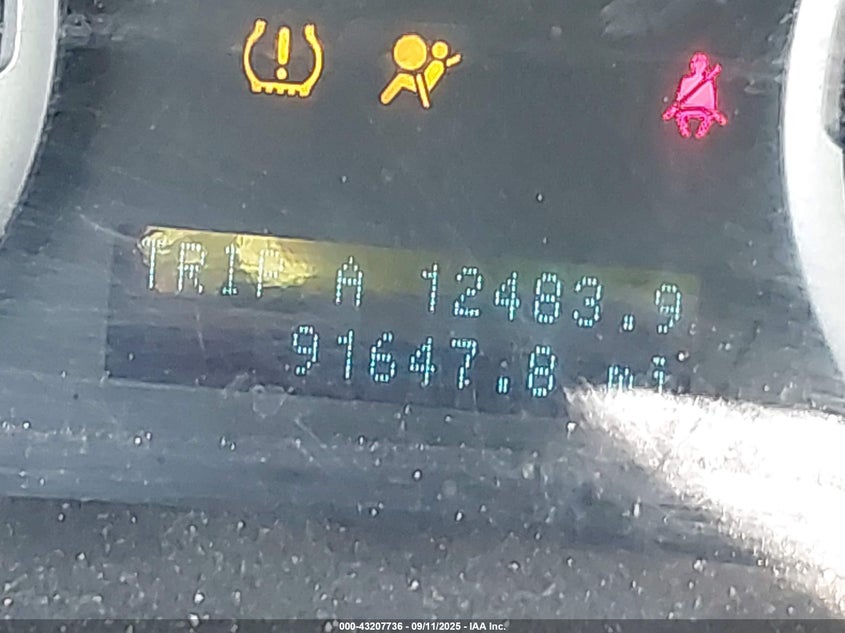 TRIP A 12483.9
91647.8 mi
000-43207736 - 09/11/2025 - IAA Inc.